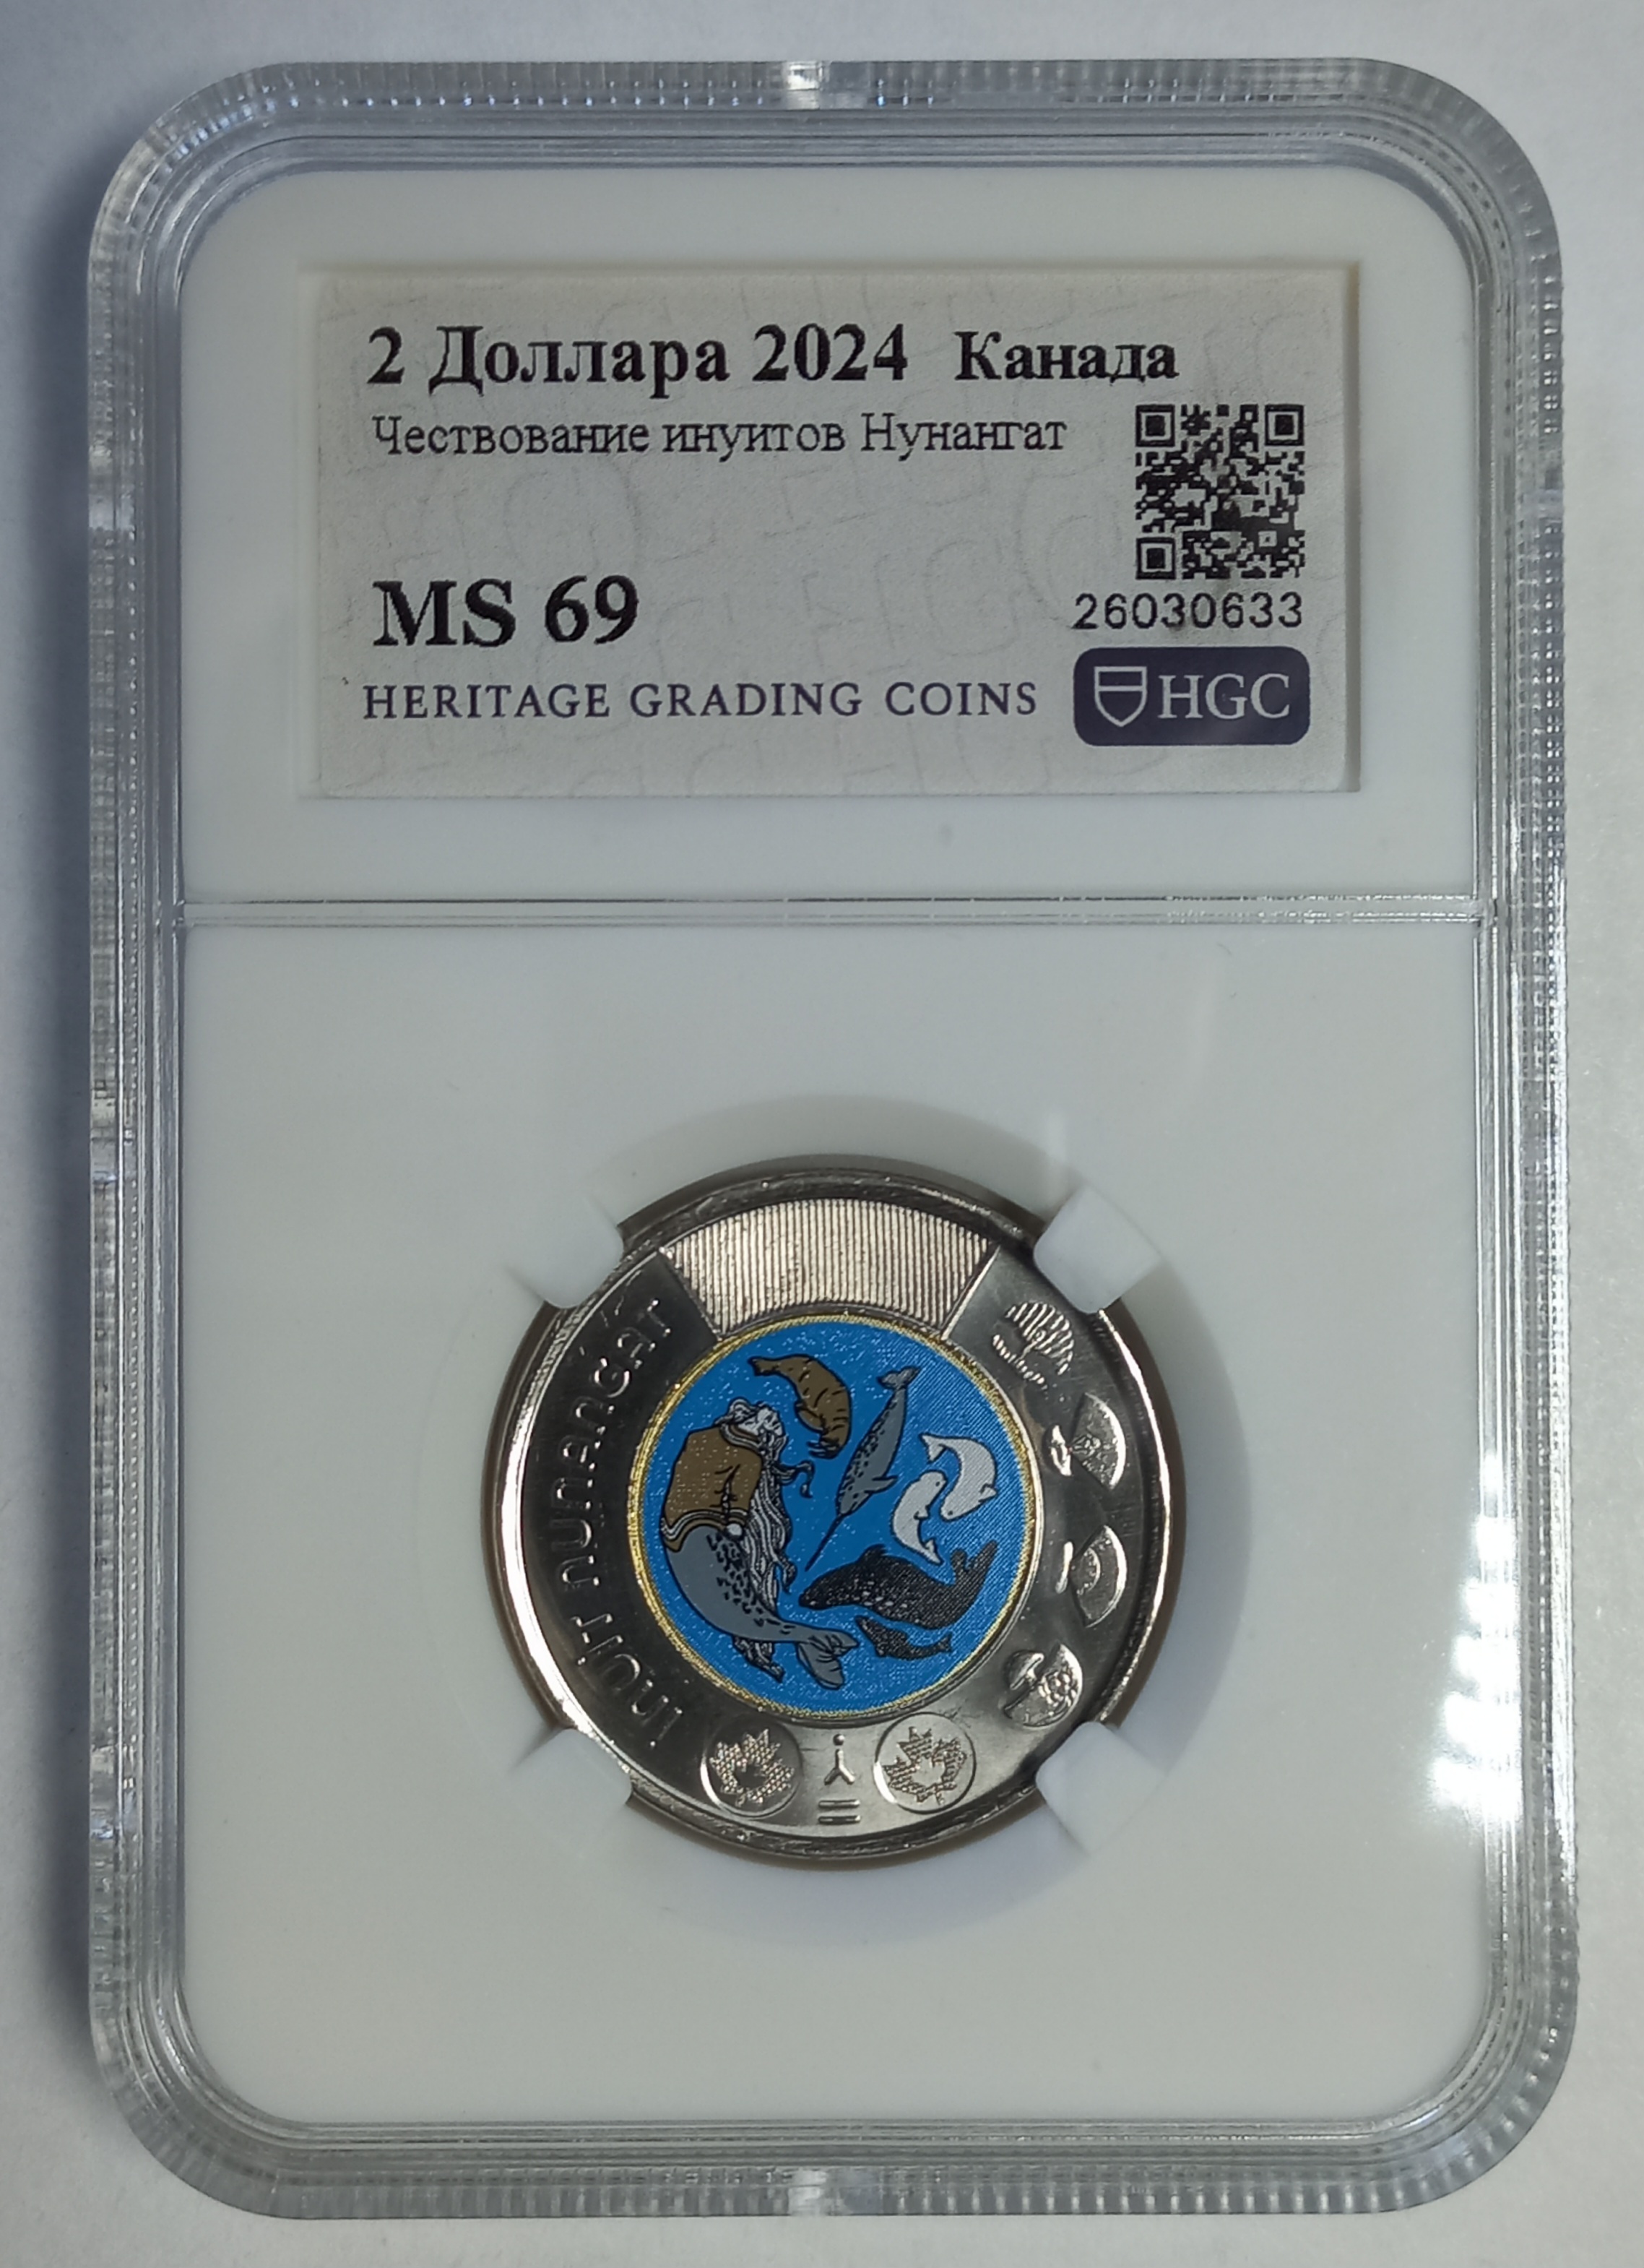 2 Доллара 2024 Канада
Чествование инуитов Нунангат
MS 69
26030633
HERITAGE GRADING COINS
HGC
INUIT NUNANGAT